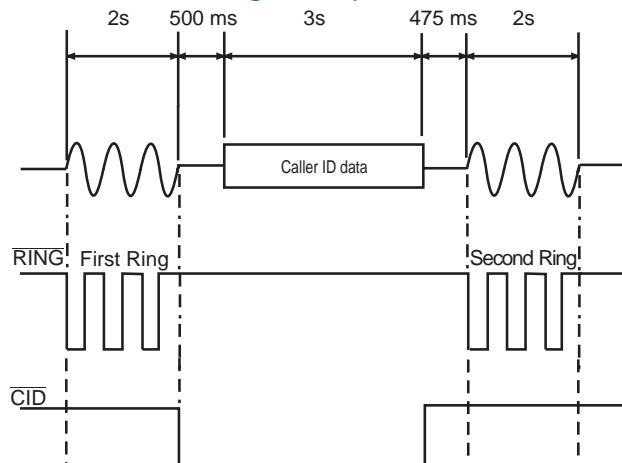 2s 500 ms 3s 475 ms 2s
Caller ID data
RING First Ring Second Ring
CID